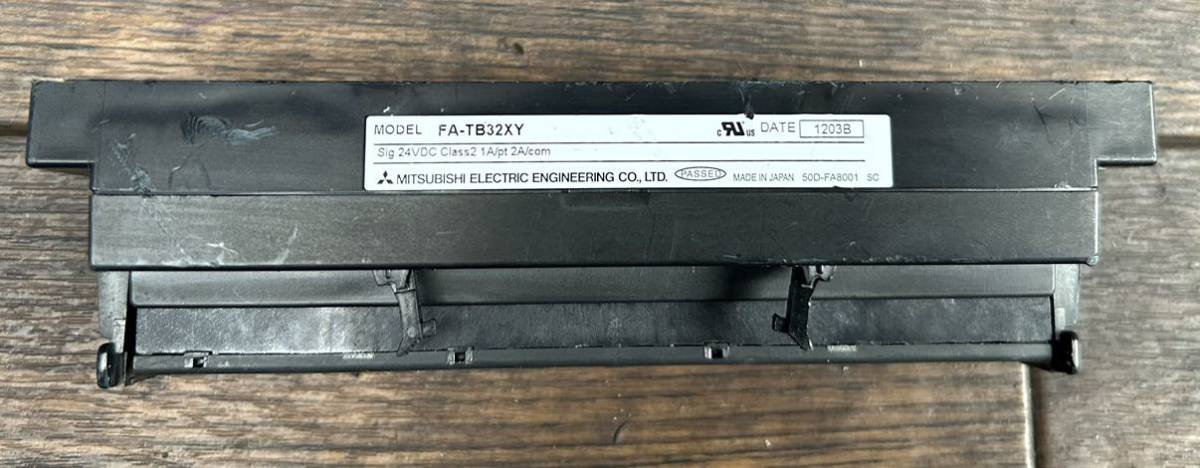 MODEL FA-TB32XY c RU us DATE 1203B
Sig 24VDC Class2 1A/pt 2A/com
MITSUBISHI ELECTRIC ENGINEERING CO., LTD. PASSED MADE IN JAPAN 50D-FA8001 SC